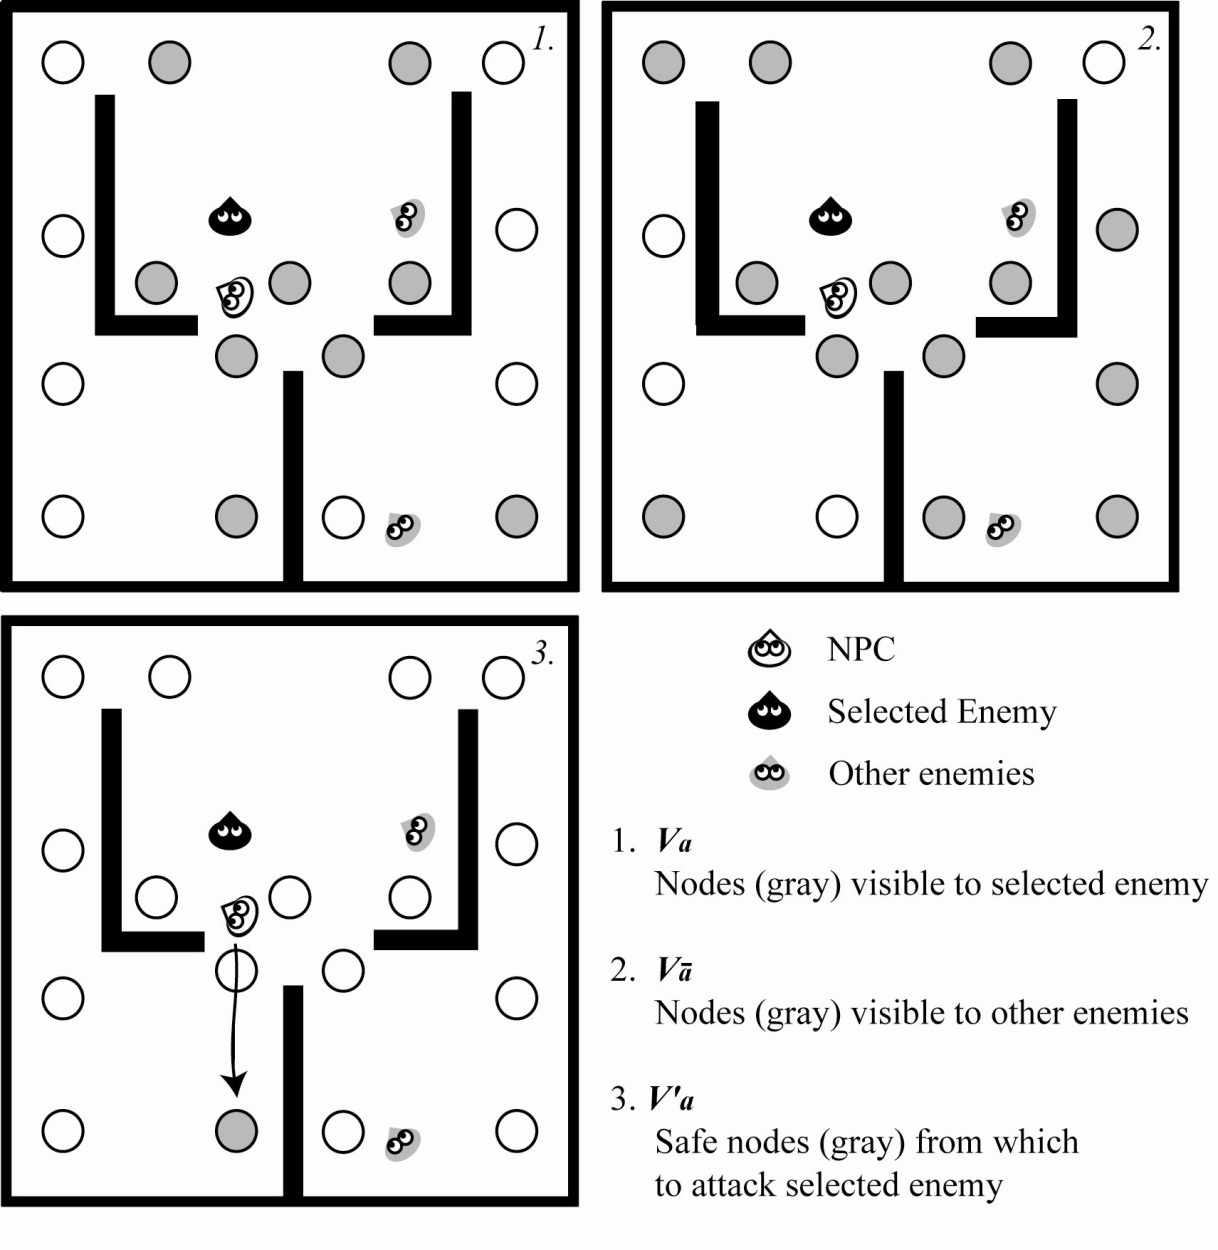 1.
2.
3.
NPC
Selected Enemy
Other enemies
1. Va
Nodes (gray) visible to selected enemy
2. Vā
Nodes (gray) visible to other enemies
3. V'a
Safe nodes (gray) from which
to attack selected enemy